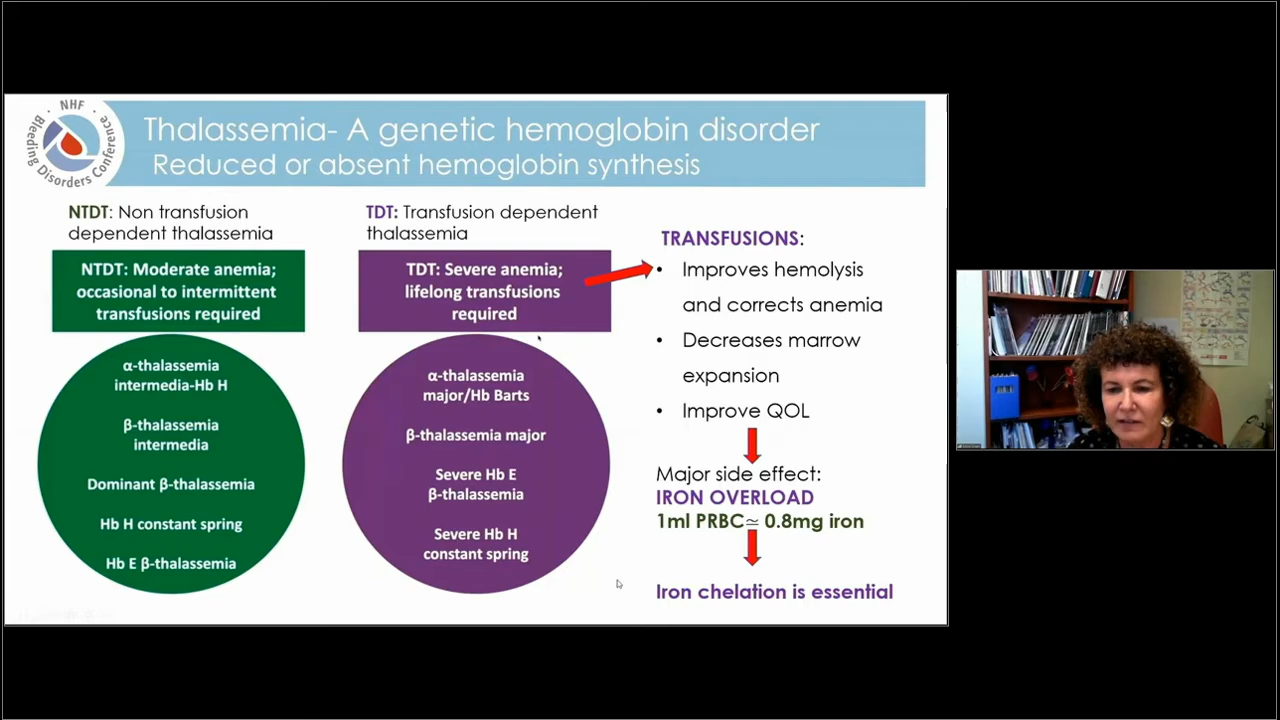 NHF
Bleeding Disorders Conference
Thalassemia- A genetic hemoglobin disorder
Reduced or absent hemoglobin synthesis
NTDT: Non transfusion
dependent thalassemia
NTDT: Moderate anemia;
occasional to intermittent
transfusions required
α-thalassemia
intermedia-Hb H
β-thalassemia
intermedia
Dominant β-thalassemia
Hb H constant spring
Hb E β-thalassemia
TDT: Transfusion dependent
thalassemia
TDT: Severe anemia;
lifelong transfusions
required
α-thalassemia
major/Hb Barts
β-thalassemia major
Severe Hb E
β-thalassemia
Severe Hb H
constant spring
TRANSFUSIONS:
• Improves hemolysis
and corrects anemia
• Decreases marrow
expansion
• Improve QOL
Major side effect:
IRON OVERLOAD
1ml PRBC≃ 0.8mg iron
Iron chelation is essential